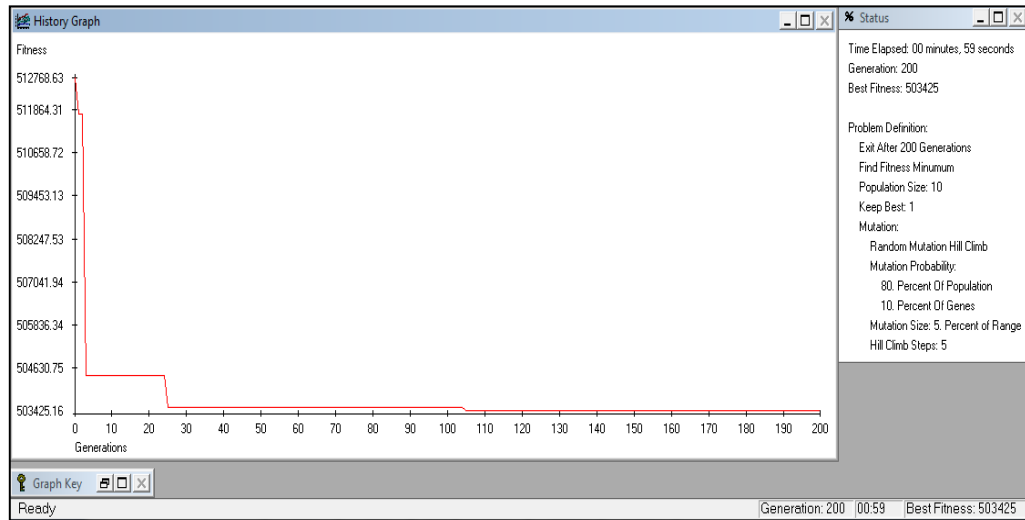 History Graph
Fitness
512768.63
511864.31
510658.72
509453.13
508247.53
507041.94
505836.34
504630.75
503425.16
0 10 20 30 40 50 60 70 80 90 100 110 120 130 140 150 160 170 180 190 200
Generations
% Status
Time Elapsed: 00 minutes, 59 seconds
Generation: 200
Best Fitness: 503425
Problem Definition:
Exit After 200 Generations
Find Fitness Minumum
Population Size: 10
Keep Best: 1
Mutation:
Random Mutation Hill Climb
Mutation Probability:
80. Percent Of Population
10. Percent Of Genes
Mutation Size: 5. Percent of Range
Hill Climb Steps: 5
Graph Key
Ready
Generation: 200 00:59 Best Fitness: 503425